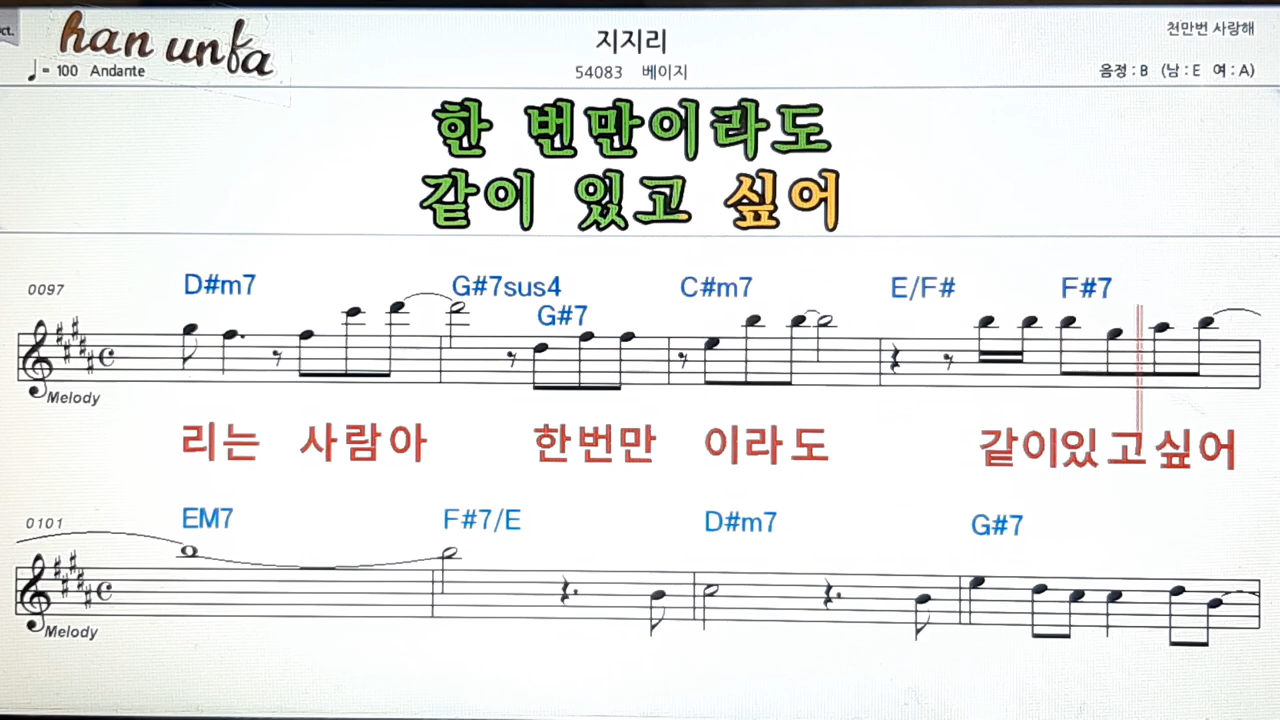 ct.
han unfa
지지리
천만번 사랑해
♩= 100 Andante
54083 베이지
음정 : B (남 : E 여 : A)
한 번만이라도
같이 있고 싶어
0097
D#m7 G#7sus4 G#7 C#m7 E/F# F#7
Melody
리는 사람아 한번만 이라도 같이있고싶어
0101
EM7 F#7/E D#m7 G#7
Melody